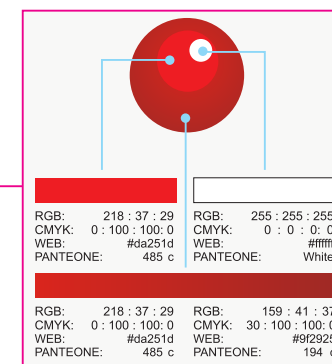 RGB: 218 : 37 : 29
CMYK: 0 : 100 : 100: 0
WEB: #da251d
PANTEONE: 485 c
RGB: 255 : 255 : 255
CMYK: 0 : 0 : 0: 0
WEB: #ffffff
PANTEONE: White
RGB: 218 : 37 : 29
CMYK: 0 : 100 : 100: 0
WEB: #da251d
PANTEONE: 485 c
RGB: 159 : 41 : 37
CMYK: 30 : 100 : 100: 0
WEB: #9f2925
PANTEONE: 194 c